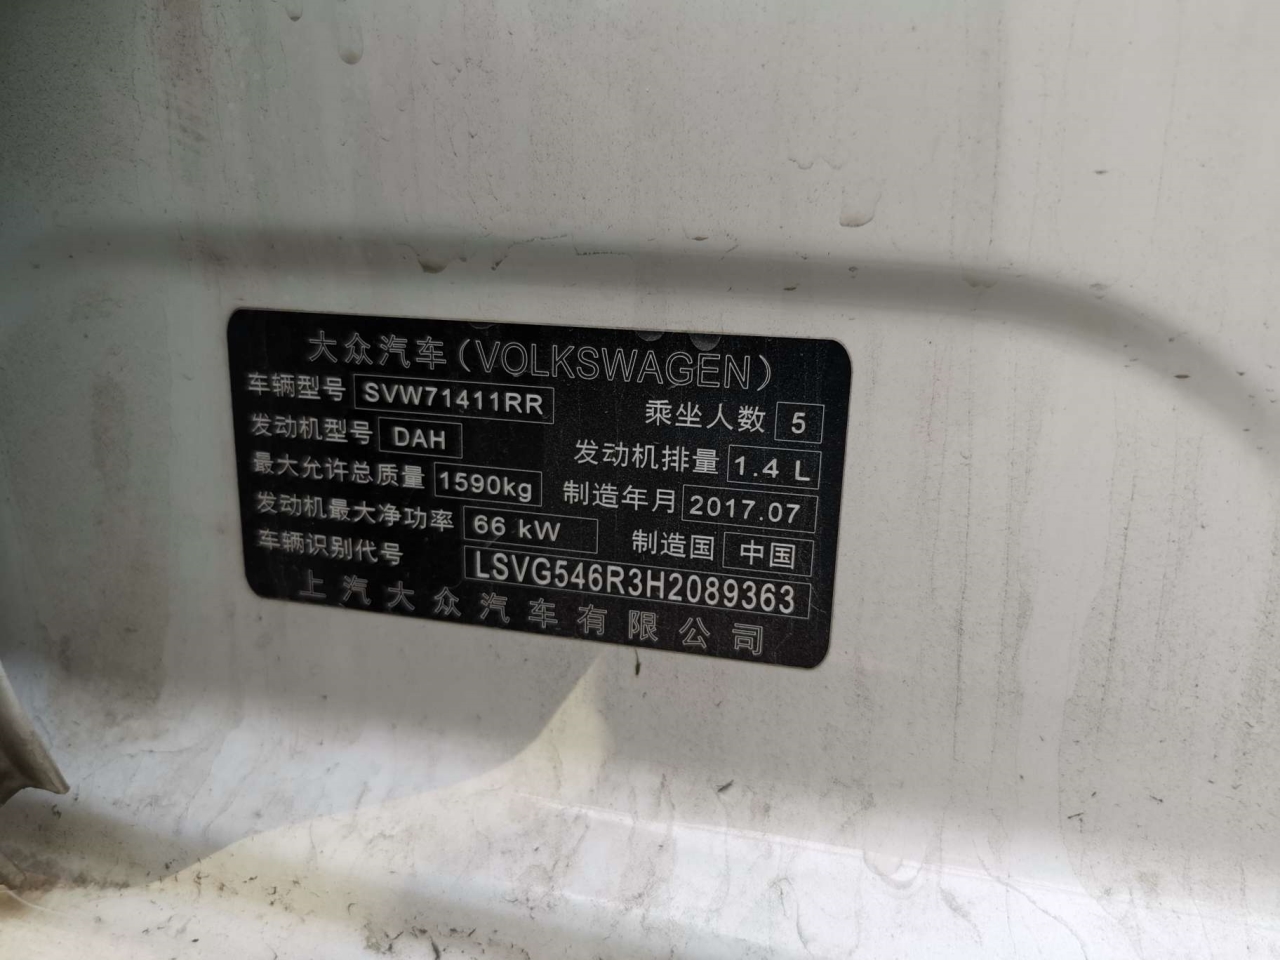 大众汽车(VOLKSWAGEN)
车辆型号 SVW71411RR 乘坐人数 5
发动机型号 DAH 发动机排量 1.4 L
最大允许总质量 1590kg 制造年月 2017.07
发动机最大净功率 66 kW 制造国 中国
车辆识别代号 LSVG546R3H2089363
上汽大众汽车有限公司